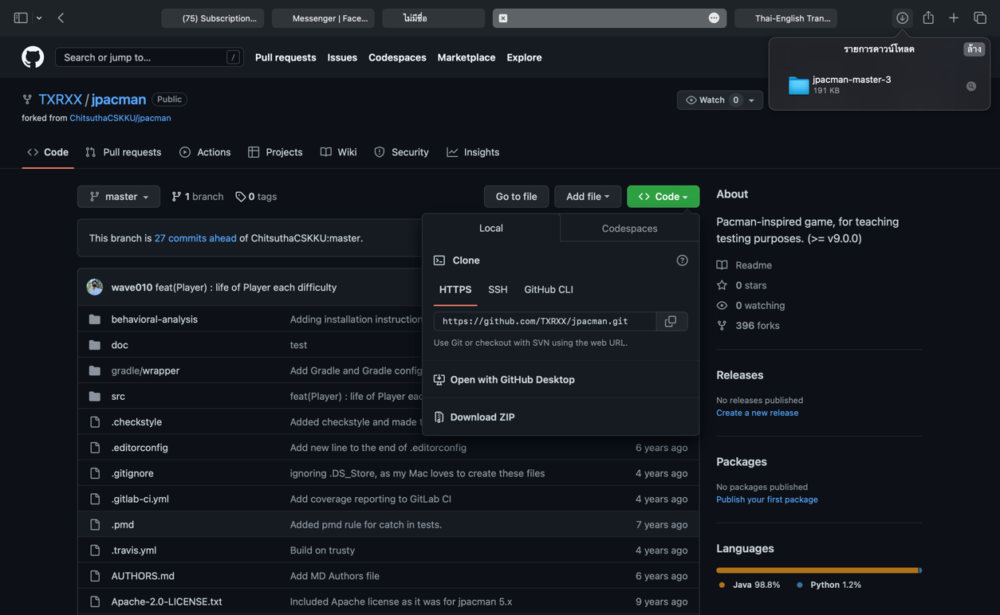 (75) Subscription...
Messenger | Face...
ไม่มีชื่อ
Thai-English Tran...
รายการดาวน์โหลด
ล้าง
jpacman-master-3
191 KB
Search or jump to...
/
Pull requests
Issues
Codespaces
Marketplace
Explore
TXRXX / jpacman
Public
forked from ChitsuthaCSKKU/jpacman
Watch 0
Code
Pull requests
Actions
Projects
Wiki
Security
Insights
master
1 branch
0 tags
Go to file
Add file
Code
This branch is 27 commits ahead of ChitsuthaCSKKU:master.
wave010 feat(Player) : life of Player each difficulty
behavioral-analysis
Adding installation instruction
doc
test
gradle/wrapper
Add Gradle and Gradle config
src
feat(Player) : life of Player eac
.checkstyle
Added checkstyle and made t
.editorconfig
Add new line to the end of .editorconfig
6 years ago
.gitignore
ignoring .DS_Store, as my Mac loves to create these files
4 years ago
.gitlab-ci.yml
Add coverage reporting to GitLab CI
4 years ago
.pmd
Added pmd rule for catch in tests.
7 years ago
.travis.yml
Build on trusty
4 years ago
AUTHORS.md
Add MD Authors file
6 years ago
Apache-2.0-LICENSE.txt
Included Apache license as it was for jpacman 5.x
9 years ago
Local
Codespaces
Clone
HTTPS
SSH
GitHub CLI
https://github.com/TXRXX/jpacman.git
Use Git or checkout with SVN using the web URL.
Open with GitHub Desktop
Download ZIP
About
Pacman-inspired game, for teaching
testing purposes. (>= v9.0.0)
Readme
0 stars
0 watching
396 forks
Releases
No releases published
Create a new release
Packages
No packages published
Publish your first package
Languages
Java 98.8%
Python 1.2%